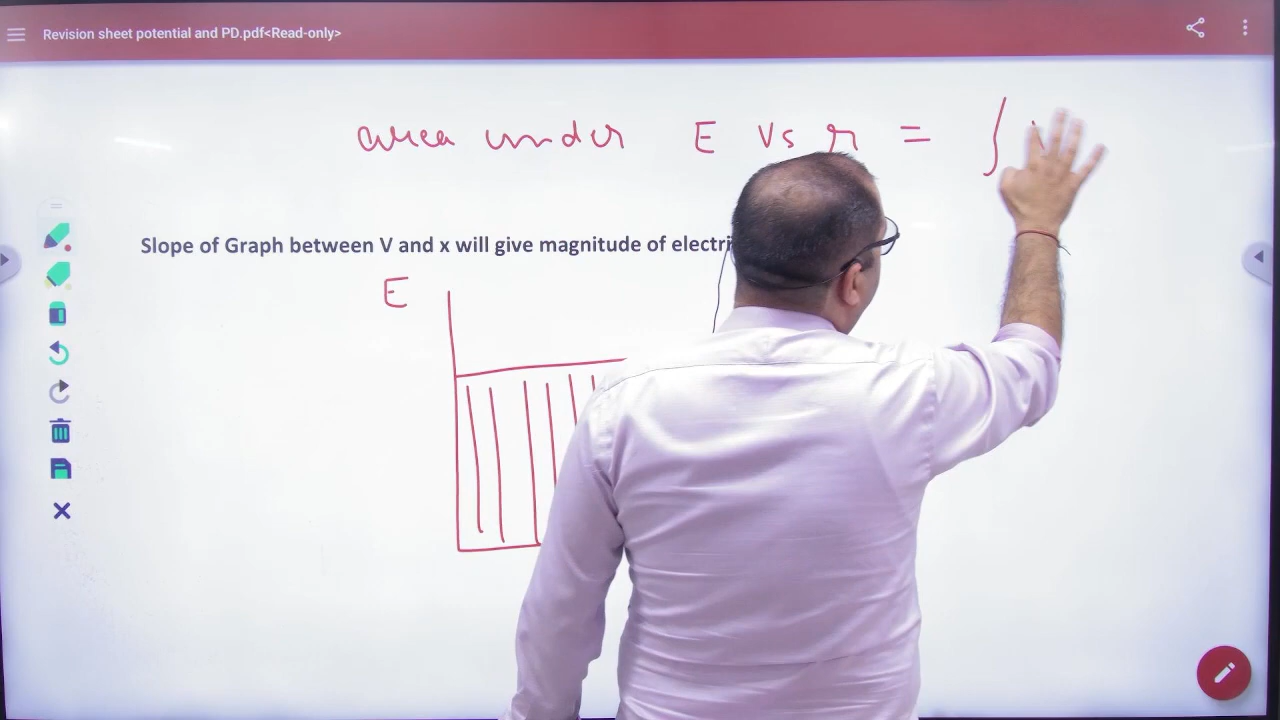 Revision sheet potential and PD.pdf<Read-only>
area under E Vs r = ∫
Slope of Graph between V and x will give magnitude of
E